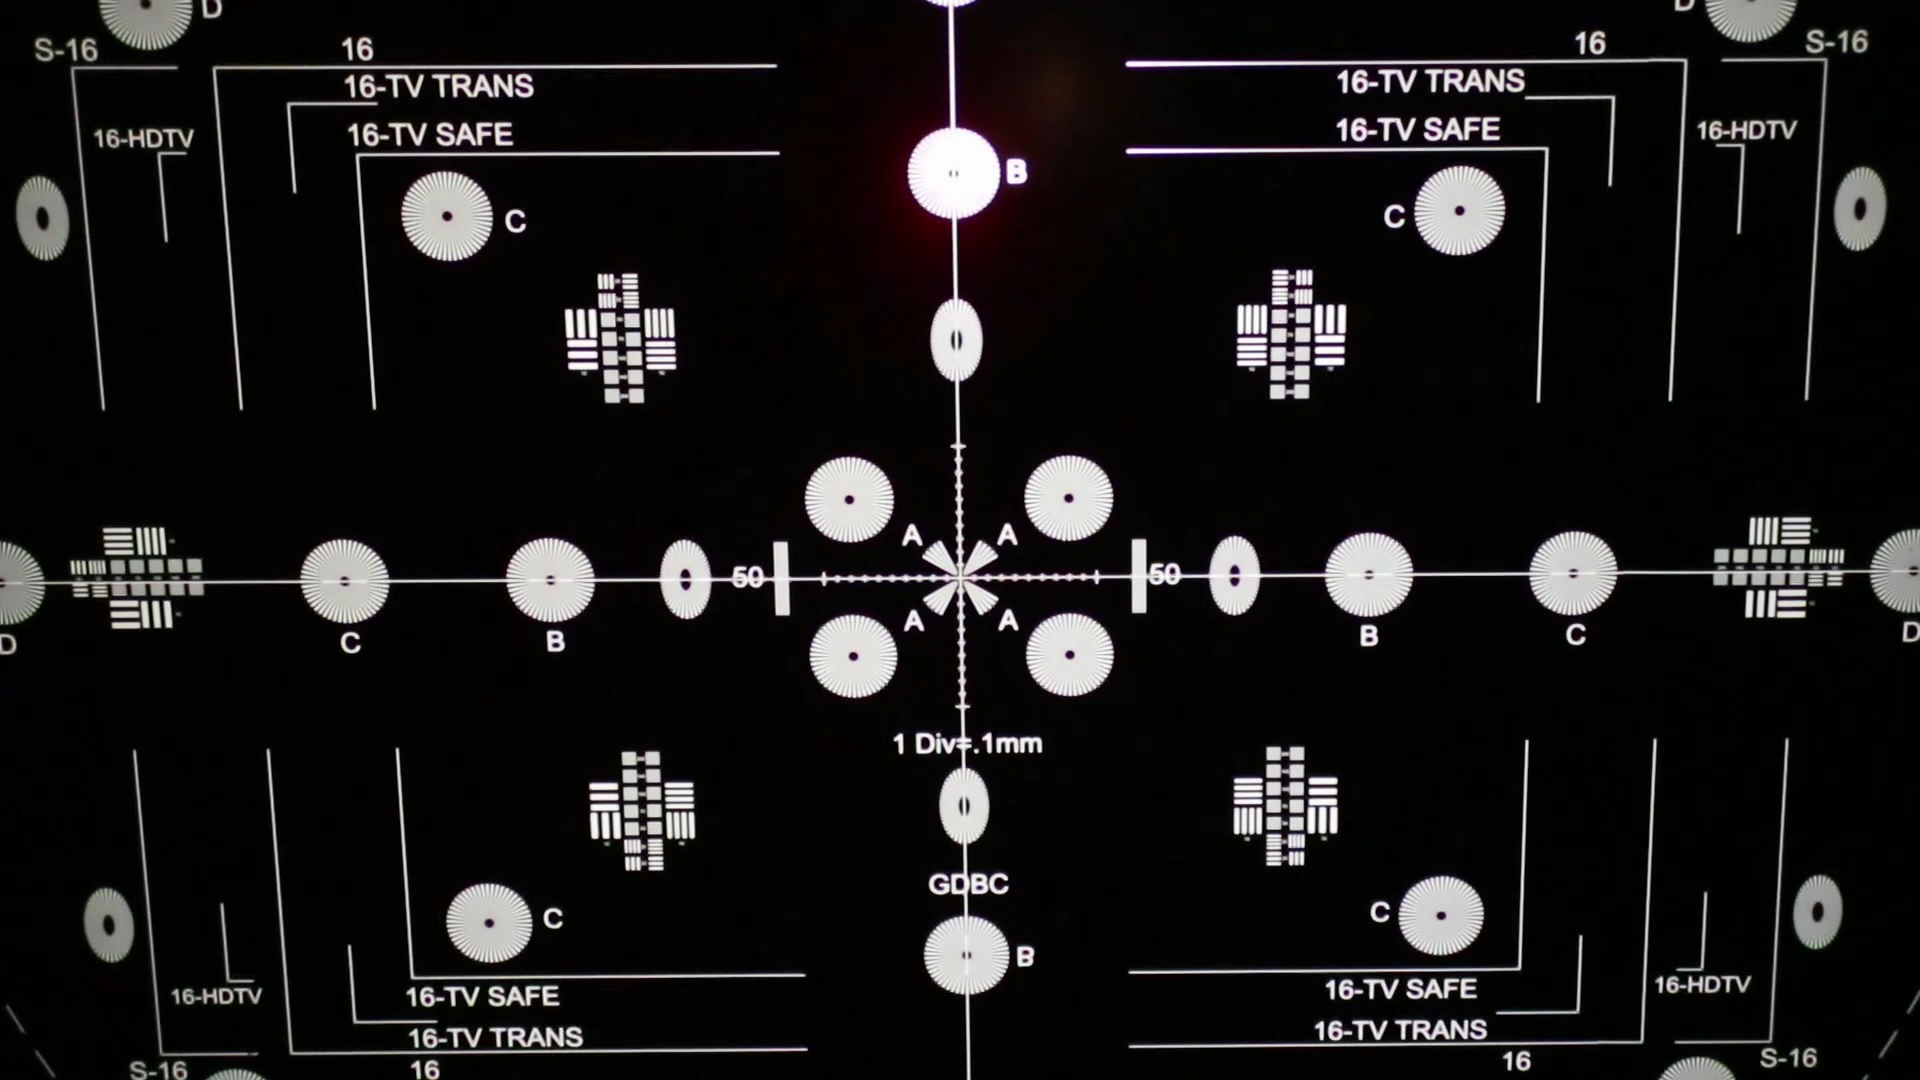 D
D
S-16
16
16
S-16
16-TV TRANS
16-TV TRANS
16-HDTV
16-TV SAFE
16-TV SAFE
16-HDTV
B
C
C
A
A
50
50
A
A
D
C
B
B
C
D
1 Div=.1mm
GDBC
C
C
B
16-HDTV
16-TV SAFE
16-TV SAFE
16-HDTV
16-TV TRANS
16-TV TRANS
S-16
16
16
S-16